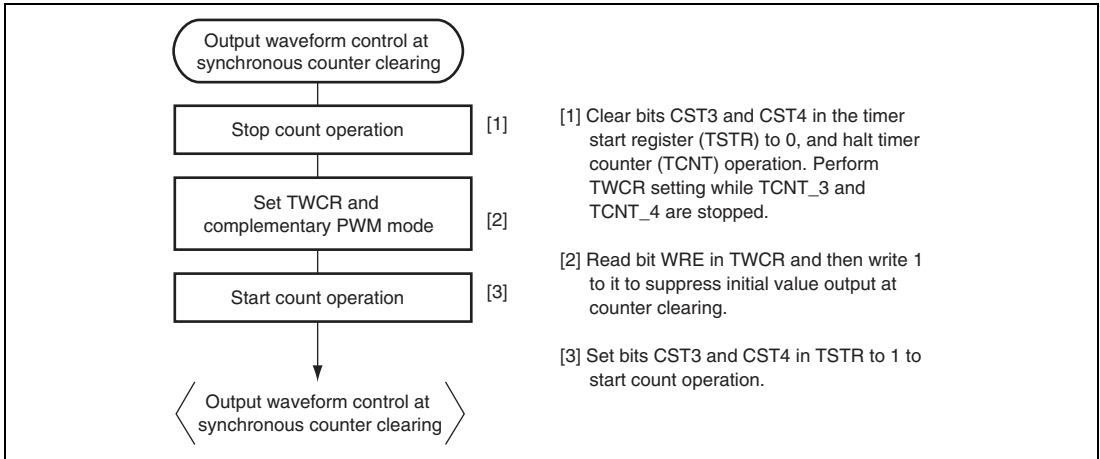 Output waveform control at
synchronous counter clearing
Stop count operation
[1]
Set TWCR and
complementary PWM mode
[2]
Start count operation
[3]
Output waveform control at
synchronous counter clearing
[1] Clear bits CST3 and CST4 in the timer
start register (TSTR) to 0, and halt timer
counter (TCNT) operation. Perform
TWCR setting while TCNT_3 and
TCNT_4 are stopped.
[2] Read bit WRE in TWCR and then write 1
to it to suppress initial value output at
counter clearing.
[3] Set bits CST3 and CST4 in TSTR to 1 to
start count operation.